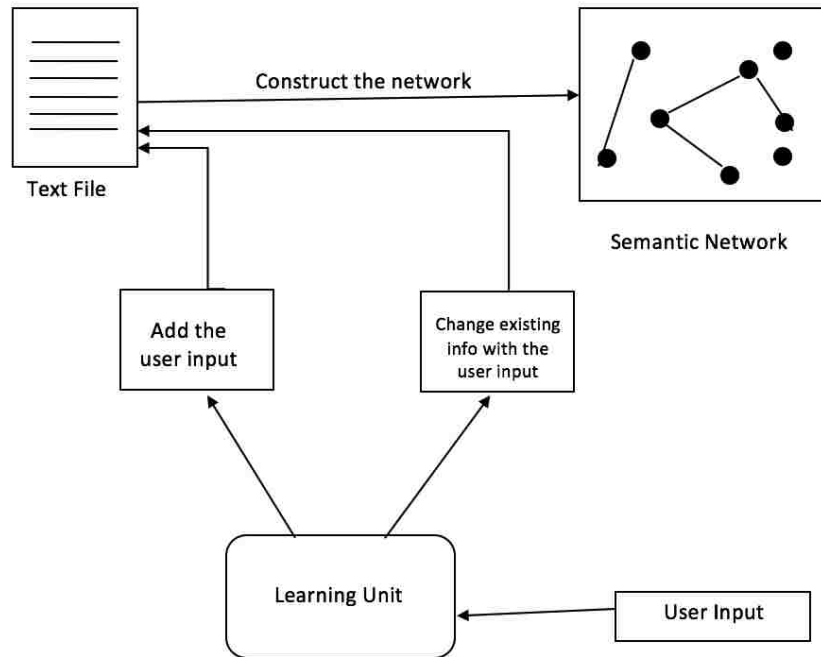 Construct the network
Text File
Semantic Network
Add the
user input
Change existing
info with the
user input
Learning Unit
User Input